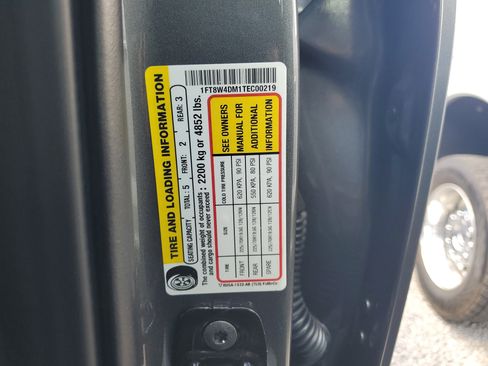 1FT8W4DM1TEC00219
TIRE AND LOADING INFORMATION
SEATING CAPACITY TOTAL: 5 FRONT: 2 REAR: 3
The combined weight of occupants
and cargo should never exceed : 2200 kg or 4852 lbs.
TIRE SIZE COLD TIRE PRESSURE SEE OWNERS
FRONT 620 KPA, 90 PSI MANUAL FOR
REAR 550 KPA, 80 PSI ADDITIONAL
SPARE 620 KPA, 90 PSI INFORMATION